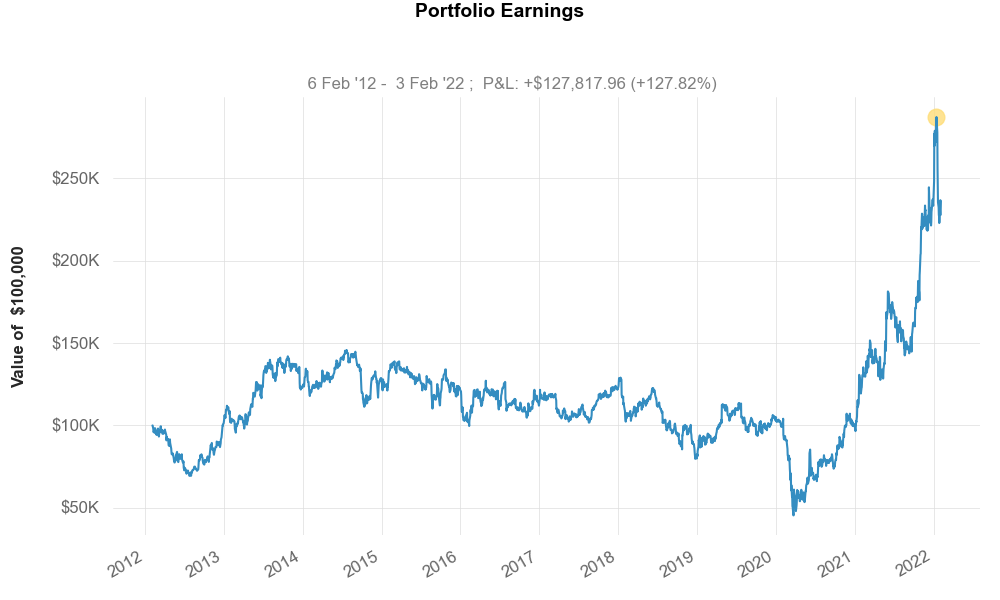 Portfolio Earnings
6 Feb '12 -  3 Feb '22 ;  P&L: +$127,817.96 (+127.82%)
Value of  $100,000
$250K
$200K
$150K
$100K
$50K
2012 2013 2014 2015 2016 2017 2018 2019 2020 2021 2022